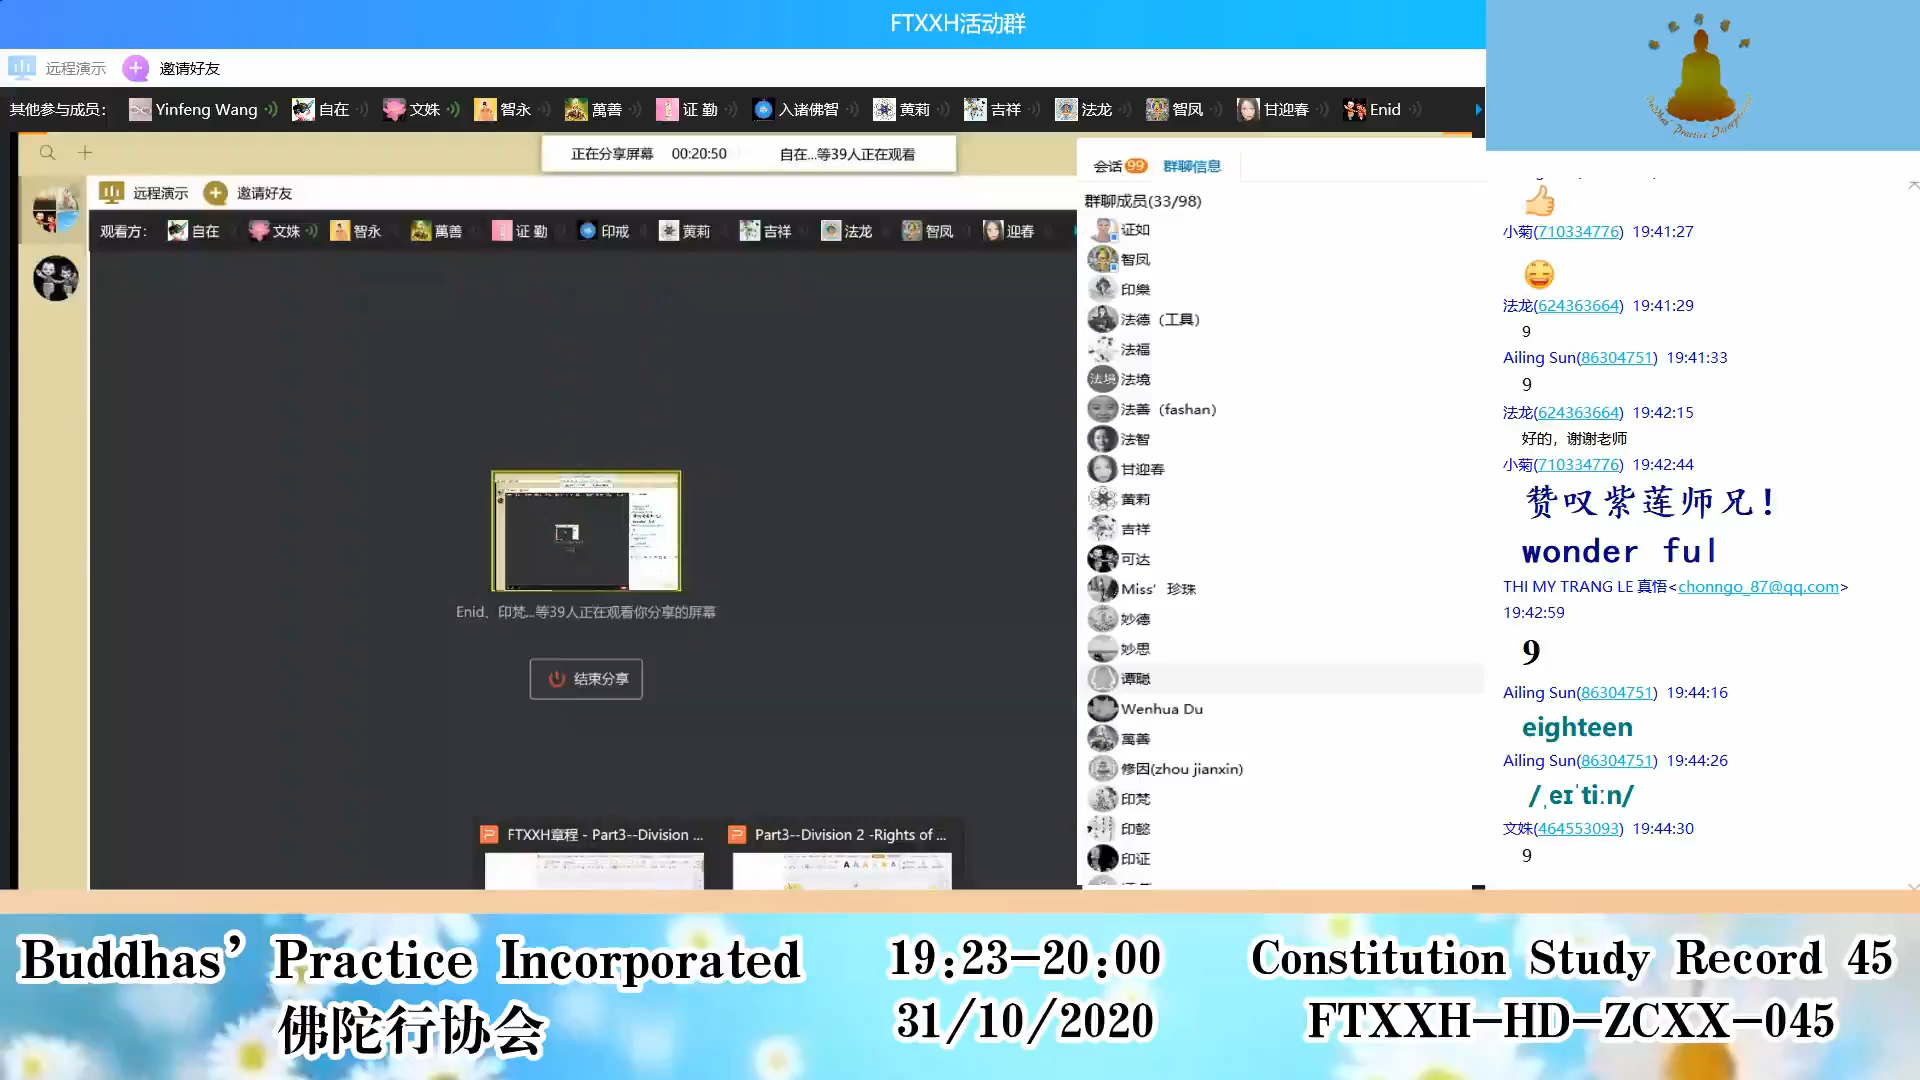 FTXXH活动群
远程演示 邀请好友
其他参与成员: Yinfeng Wang 自在 文姝 智永 萬善 证 勤 入诸佛智 黄莉 吉祥 法龙 智凤 甘迎春 Enid
正在分享屏幕 00:20:50 自在...等39人正在观看
远程演示 邀请好友
观看方: 自在 文姝 智永 萬善 证 勤 印戒 黄莉 吉祥 法龙 智凤 迎春
Enid、印梵...等39人正在观看你分享的屏幕
结束分享
FTXXH章程 - Part3--Division ...
Part3--Division 2 -Rights of ...
会话 99 群聊信息
群聊成员(33/98)
证如
智凤
印樂
法德（工具）
法福
法境 法境
法善（fashan）
法智
甘迎春
黄莉
吉祥
可达
Miss’ 珍珠
妙德
妙思
谭聪
Wenhua Du
萬善
修因(zhou jianxin)
印梵
印懿
印证
Buddhas' Practice
小菊(710334776) 19:41:27
法龙(624363664) 19:41:29
9
Ailing Sun(86304751) 19:41:33
9
法龙(624363664) 19:42:15
好的，谢谢老师
小菊(710334776) 19:42:44
赞叹紫莲师兄！
wonder ful
THI MY TRANG LE 真悟<chonngo_87@qq.com>
19:42:59
9
Ailing Sun(86304751) 19:44:16
eighteen
Ailing Sun(86304751) 19:44:26
/ˌeɪˈtiːn/
文姝(464553093) 19:44:30
9
Buddhas’ Practice Incorporated
佛陀行协会
19:23-20:00
31/10/2020
Constitution Study Record 45
FTXXH-HD-ZCXX-045